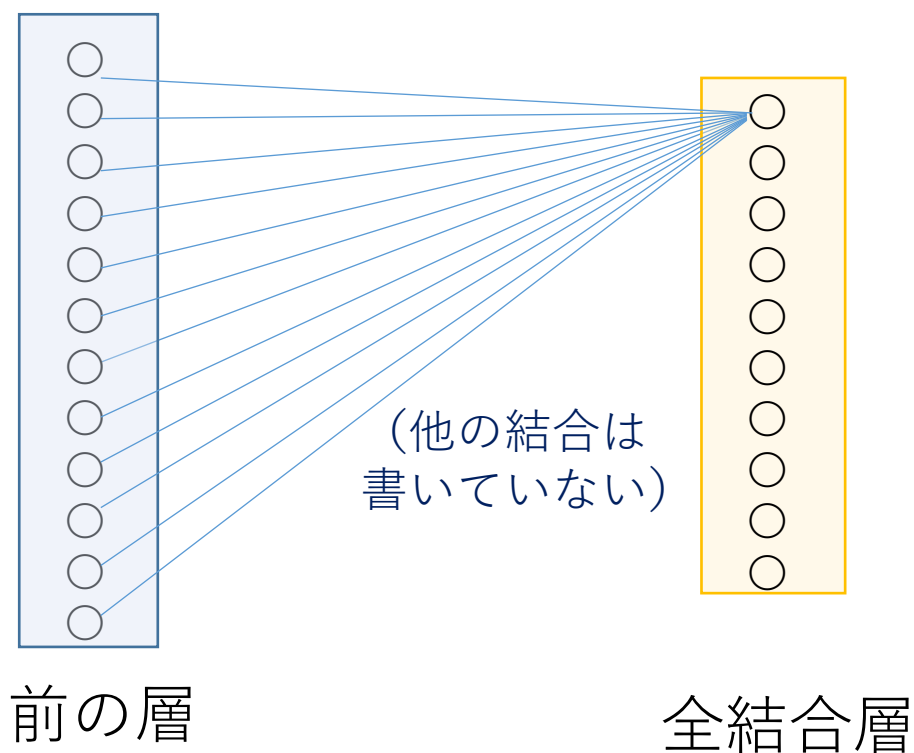 （他の結合は
書いていない）
前の層
全結合層